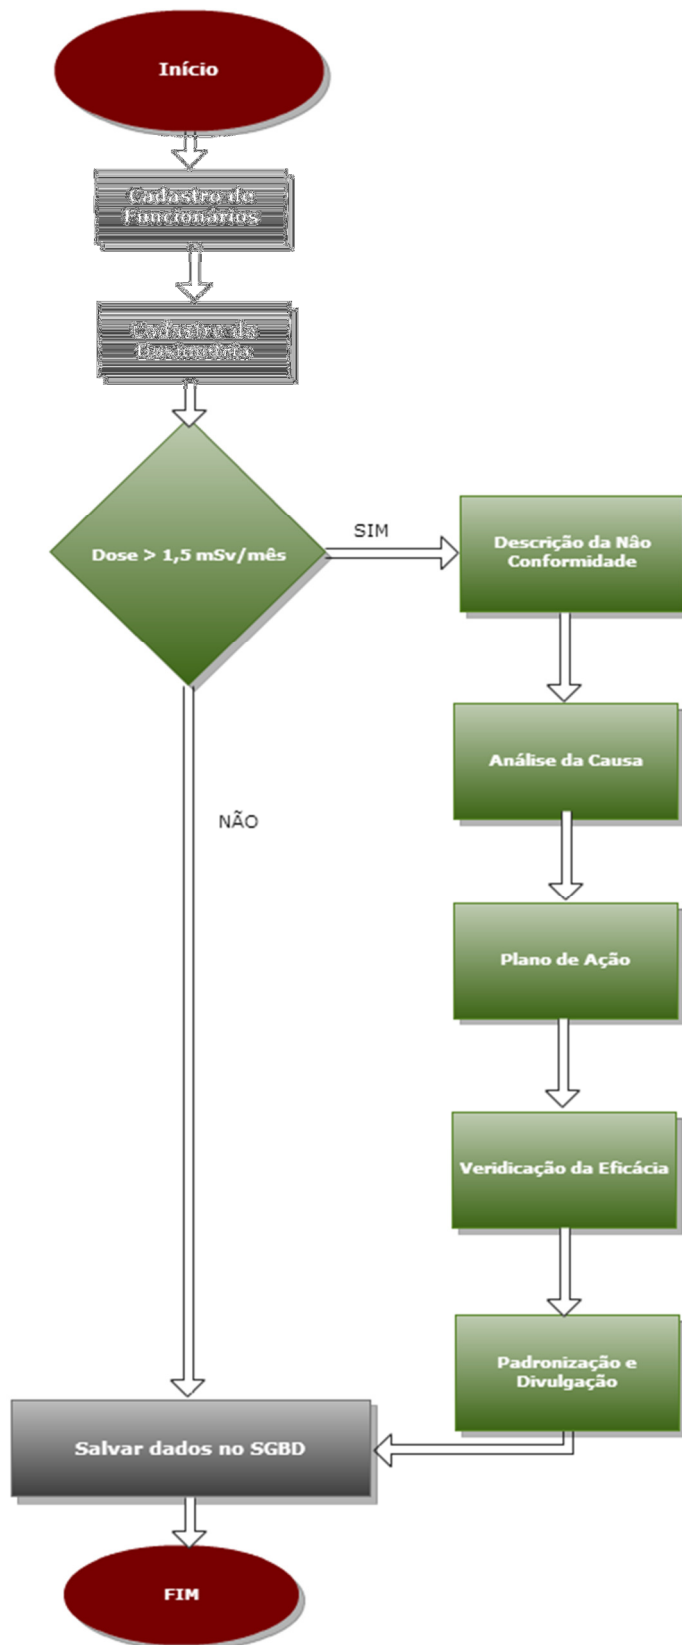 Início
Cadastro de
Funcionários
Cadastro de
Dosimetria
Dose > 1,5 mSv/mês
SIM
Descrição da Nâo
Conformidade
Análise da Causa
NÃO
Plano de Ação
Veridicação da Eficácia
Padronização e
Divulgação
Salvar dados no SGBD
FIM